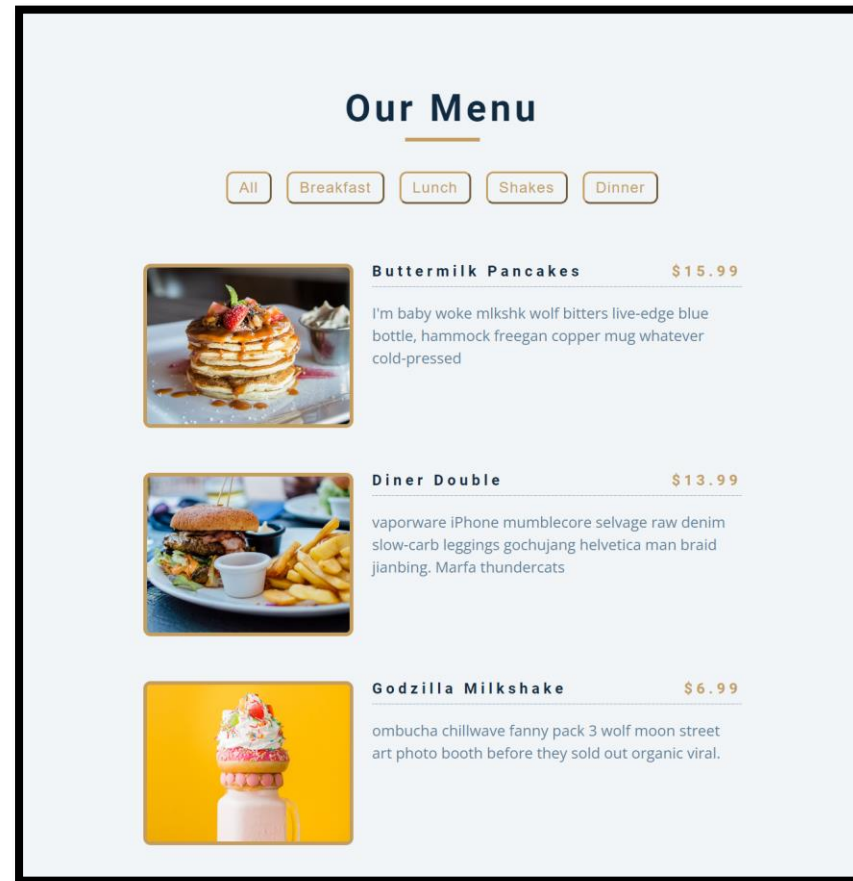 Our Menu
All Breakfast Lunch Shakes Dinner
Buttermilk Pancakes $15.99
I'm baby woke mlkshk wolf bitters live-edge blue
bottle, hammock freegan copper mug whatever
cold-pressed
Diner Double $13.99
vaporware iPhone mumblecore selvage raw denim
slow-carb leggings gochujang helvetica man braid
jianbing. Marfa thundercats
Godzilla Milkshake $6.99
ombucha chillwave fanny pack 3 wolf moon street
art photo booth before they sold out organic viral.